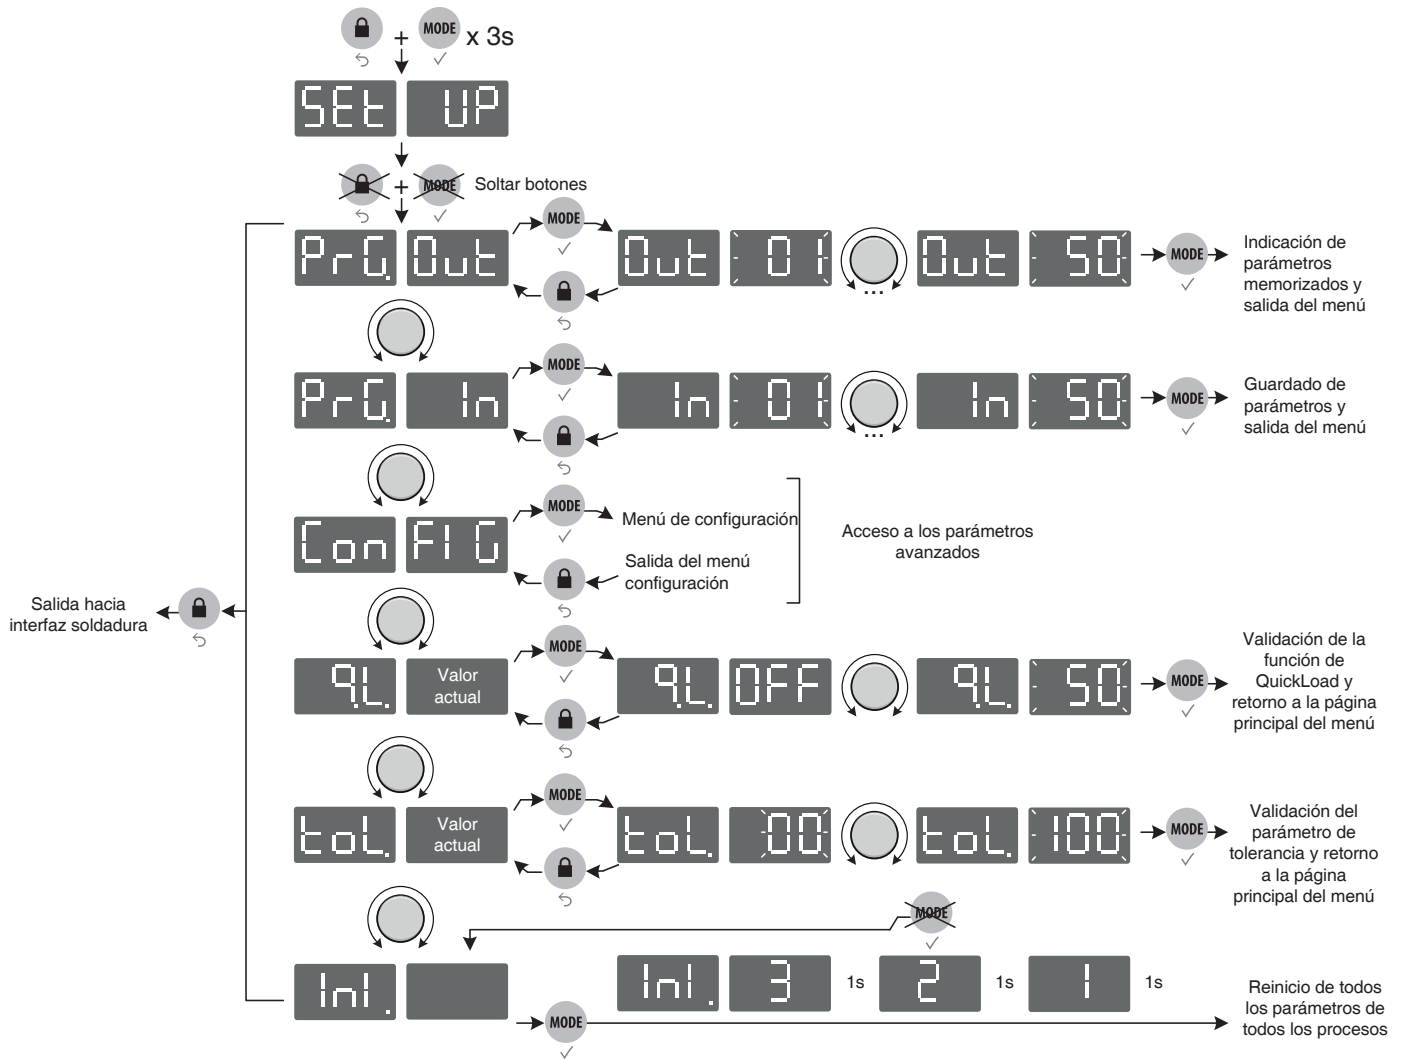 + MODE x 3s
SEt UP
+ MODE Soltar botones
PrG. Out
MODE
Out 01
...
Out 50
MODE
Indicación de
parámetros
memorizados y
salida del menú
PrG. In
MODE
In 01
...
In 50
MODE
Guardado de
parámetros y
salida del menú
Con FIG
MODE
Menú de configuración
Salida del menú
configuración
Acceso a los parámetros
avanzados
Salida hacia
interfaz soldadura
q.L. Valor
actual
MODE
q.L. OFF
q.L. 50
MODE
Validación de la
función de
QuickLoad y
retorno a la página
principal del menú
toL. Valor
actual
MODE
toL. 00
toL. 100
MODE
Validación del
parámetro de
tolerancia y retorno
a la página
principal del menú
MODE
InI.
InI. 3 1s 2 1s 1 1s
MODE
Reinicio de todos
los parámetros de
todos los procesos